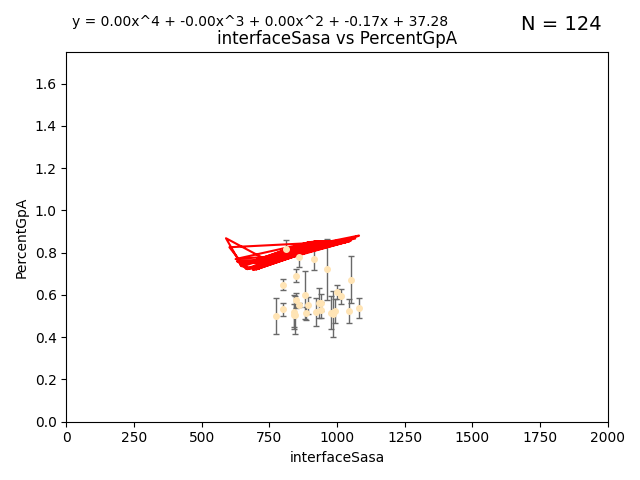 y = 0.00x^4 + -0.00x^3 + 0.00x^2 + -0.17x + 37.28
N = 124
interfaceSasa vs PercentGpA
1.6
1.4
1.2
1.0
0.8
0.6
0.4
0.2
0.0
PercentGpA
0 250 500 750 1000 1250 1500 1750 2000
interfaceSasa